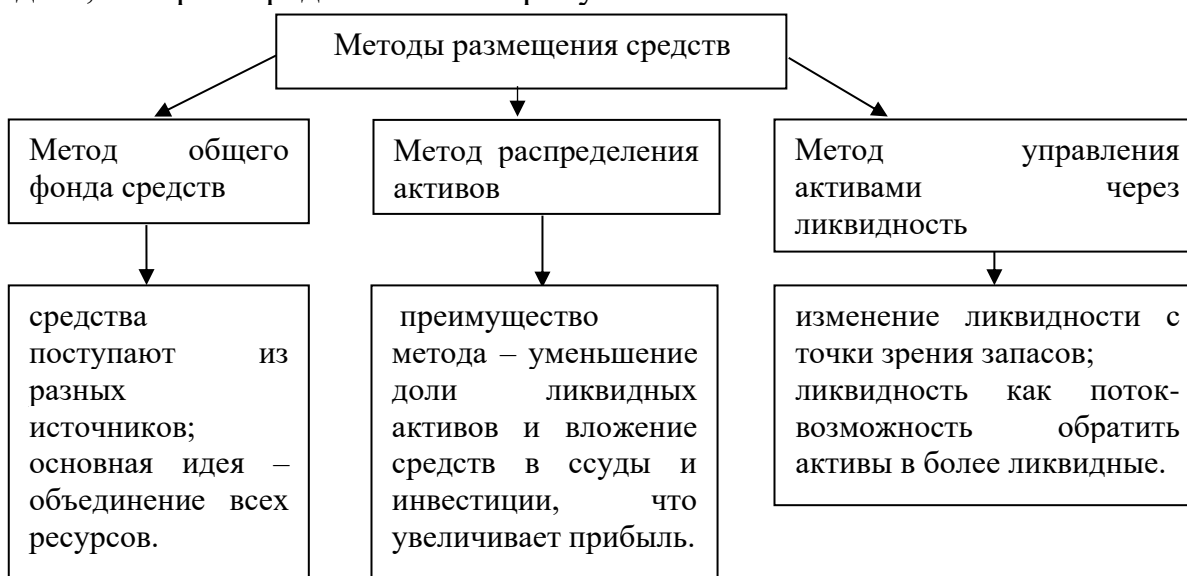 Методы размещения средств
Метод общего
фонда средств
Метод распределения
активов
Метод управления
активами через
ликвидность
средства
поступают из
разных
источников;
основная идея –
объединение всех
ресурсов.
преимущество
метода – уменьшение
доли ликвидных
активов и вложение
средств в ссуды и
инвестиции, что
увеличивает прибыль.
изменение ликвидности с
точки зрения запасов;
ликвидность как поток-
возможность обратить
активы в более ликвидные.